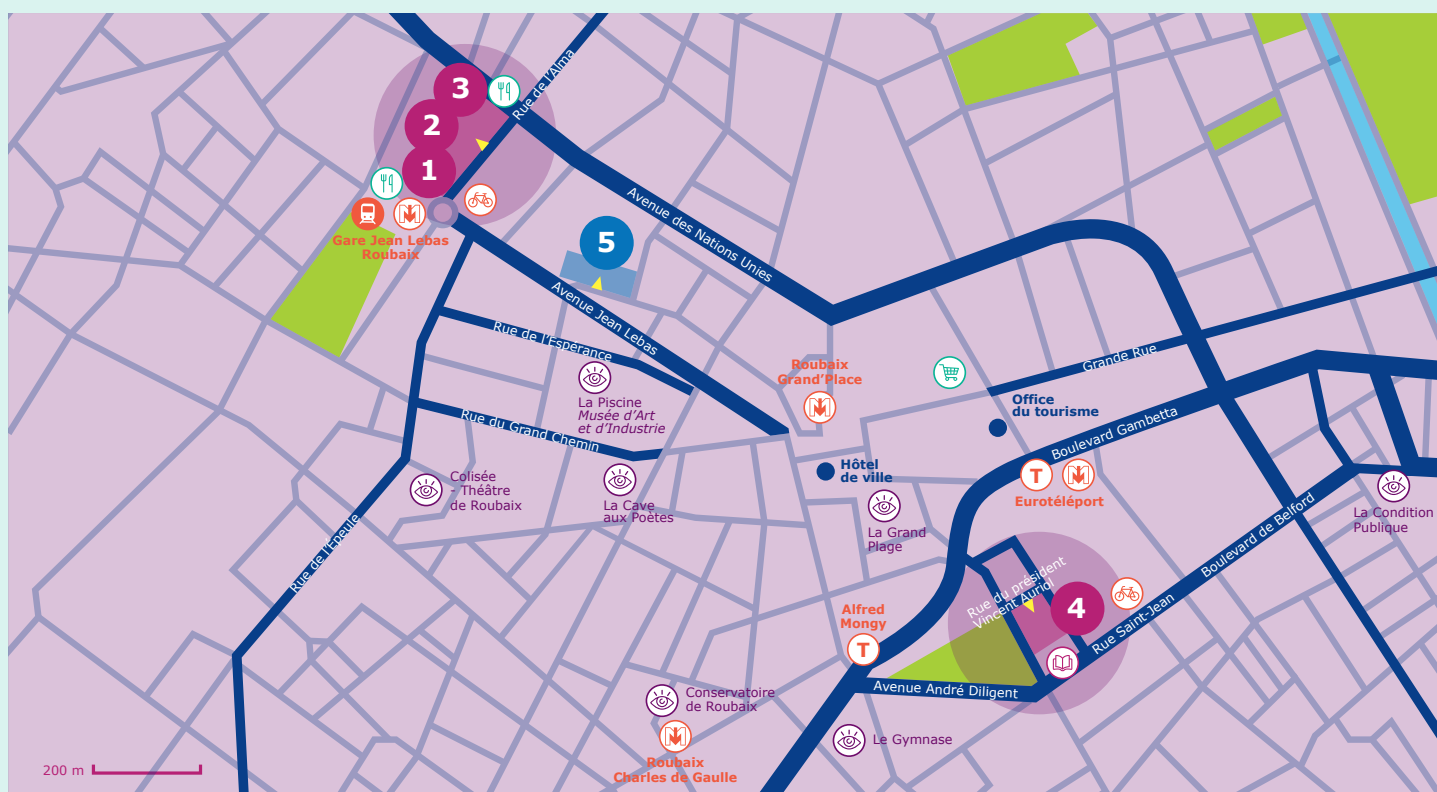 3
Rue de l'Alma
2
1
Gare Jean Lebas
Roubaix
5
Avenue des Nations Unies
Avenue Jean Lebas
Rue de l'Espérance
La Piscine
Musée d'Art
et d'Industrie
Roubaix
Grand'Place
Grande Rue
Office
du tourisme
Boulevard Gambetta
Rue du Grand Chemin
Hôtel
de ville
T
Eurotéléport
Colisée
- Théâtre
de Roubaix
La Cave
aux Poètes
La Grand
Plage
La Condition
Publique
Rue de l'Épeule
Boulevard de Belford
Rue du président
Vincent Auriol
4
Alfred
Mongy
T
Rue Saint-Jean
Avenue André Diligent
Conservatoire
de Roubaix
Le Gymnase
Roubaix
Charles de Gaulle
200 m